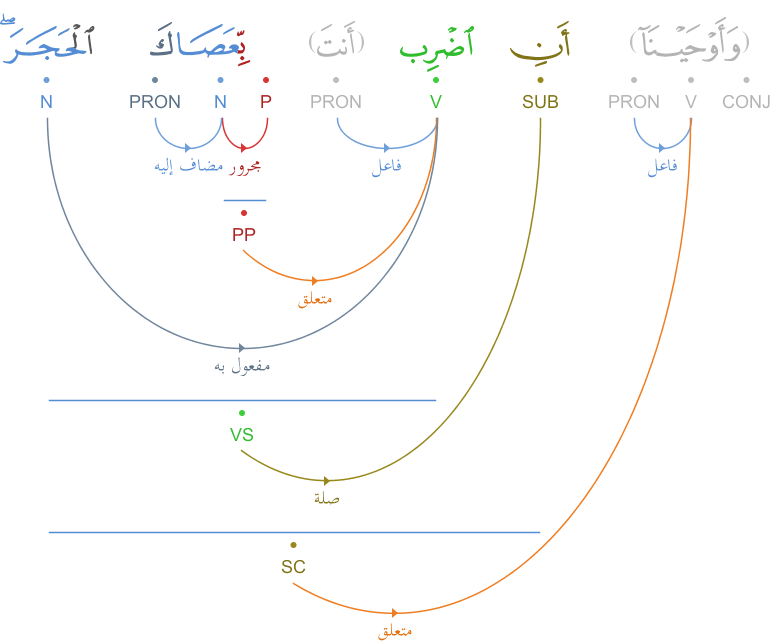 (وَأَوْحَيْنَآ) أَنِ ٱضْرِب (أَنتَ) بِّعَصَاكَ ٱلْحَجَرَ ۖ
CONJ V PRON SUB V PRON P N PRON N
فاعل فاعل مجرور مضاف إليه
PP
متعلق
مفعول به
VS
صلة
SC
متعلق